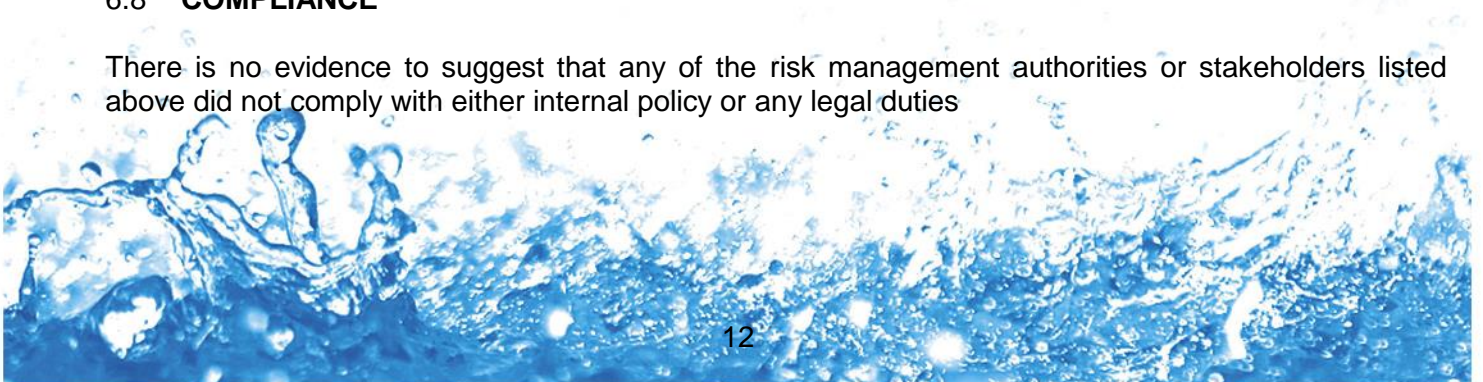 6.8 COMPLIANCE
There is no evidence to suggest that any of the risk management authorities or stakeholders listed
above did not comply with either internal policy or any legal duties
12